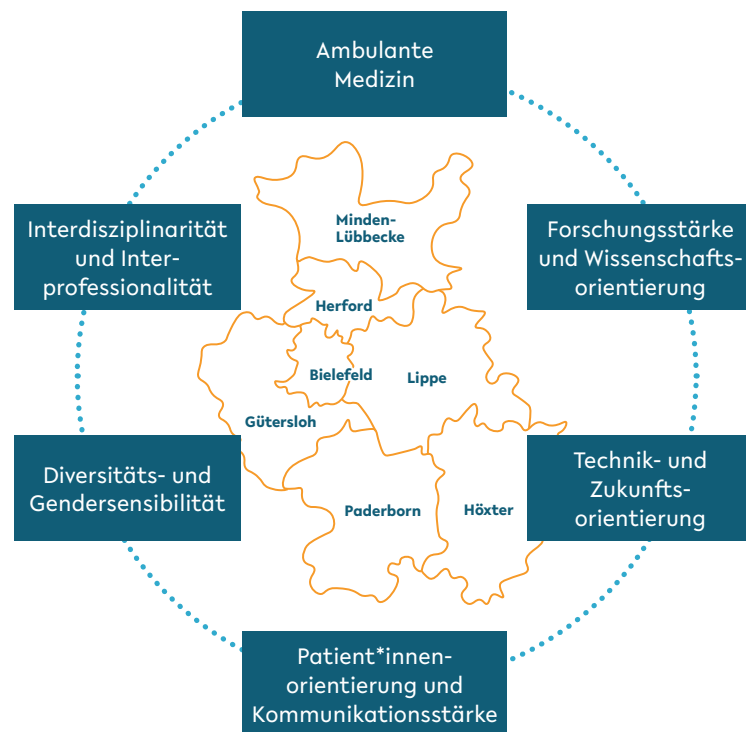 Ambulante
Medizin
Interdisziplinarität
und Inter-
professionalität
Forschungsstärke
und Wissenschafts-
orientierung
Minden-
Lübbecke
Herford
Bielefeld
Lippe
Gütersloh
Paderborn
Höxter
Diversitäts- und
Gendersensibilität
Technik- und
Zukunfts-
orientierung
Patient*innen-
orientierung und
Kommunikationsstärke